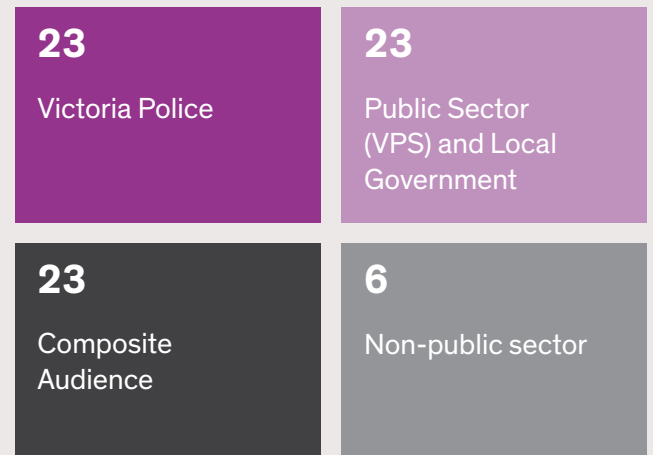 23
Victoria Police
23
Public Sector
(VPS) and Local
Government
23
Composite
Audience
6
Non-public sector